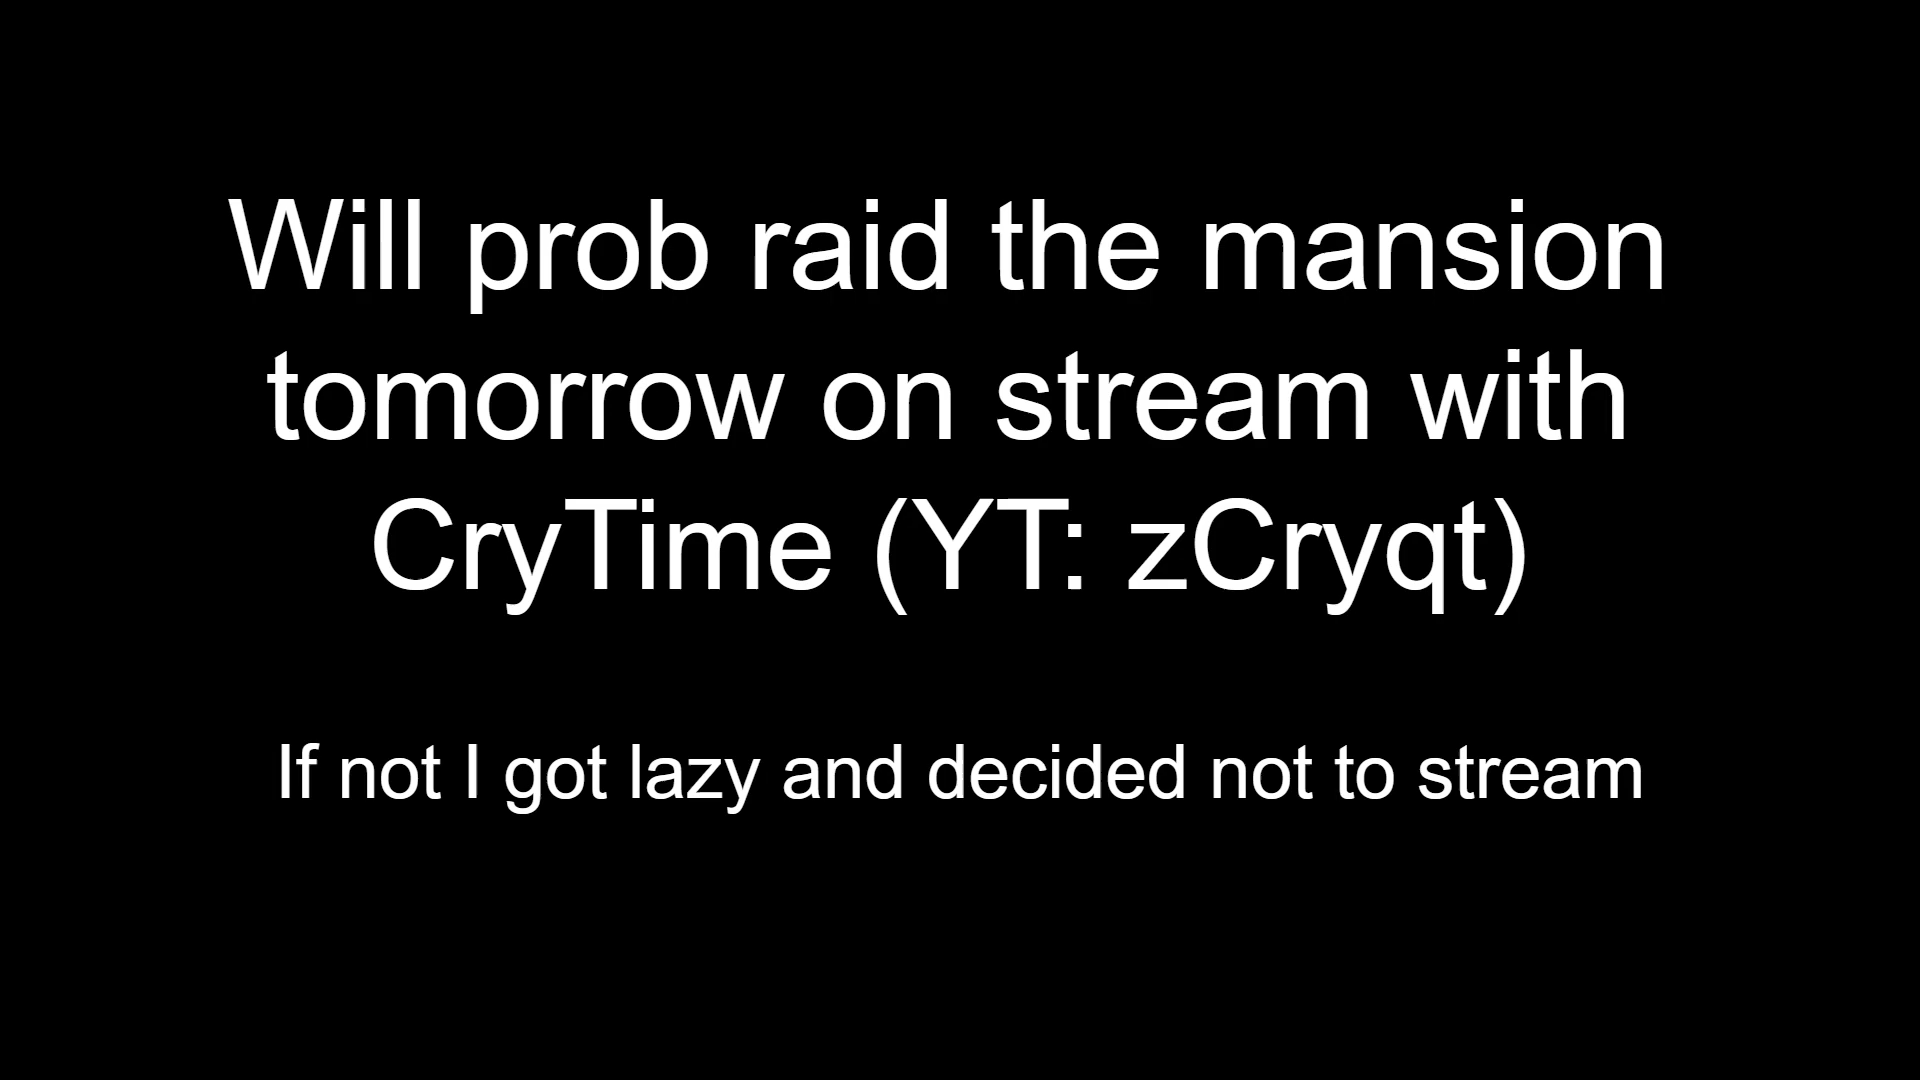 Will prob raid the mansion
tomorrow on stream with
CryTime (YT: zCryqt)
If not I got lazy and decided not to stream